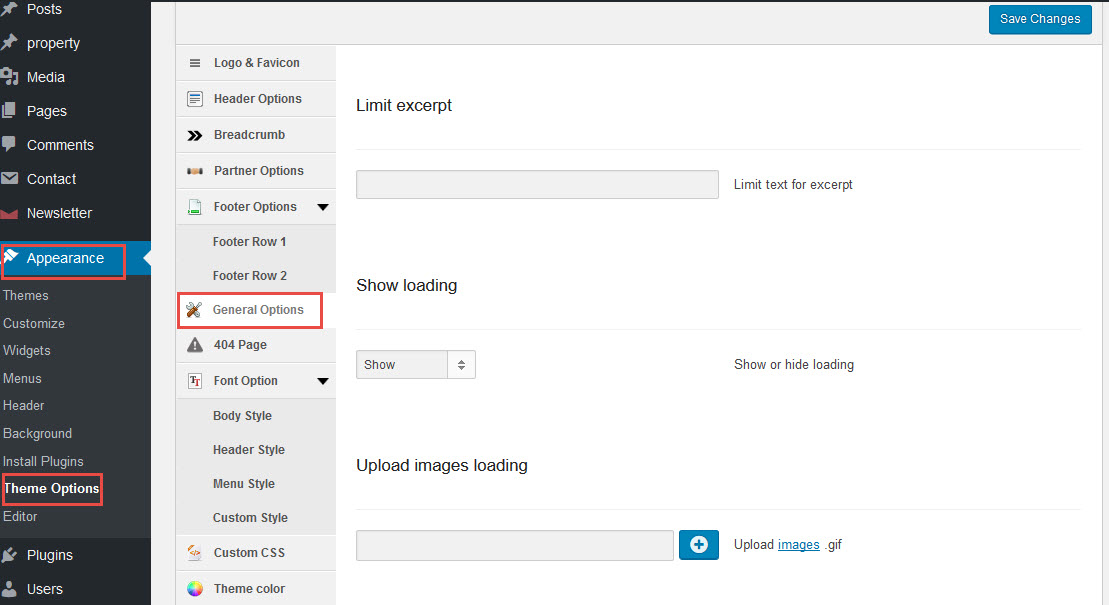 Posts
property
Media
Pages
Comments
Contact
Newsletter
Appearance
Themes
Customize
Widgets
Menus
Header
Background
Install Plugins
Theme Options
Editor
Plugins
Users
Logo & Favicon
Header Options
Breadcrumb
Partner Options
Footer Options
Footer Row 1
Footer Row 2
General Options
404 Page
Font Option
Body Style
Header Style
Menu Style
Custom Style
Custom CSS
Theme color
Save Changes
Limit excerpt
Limit text for excerpt
Show loading
Show
Show or hide loading
Upload images loading
Upload images .gif